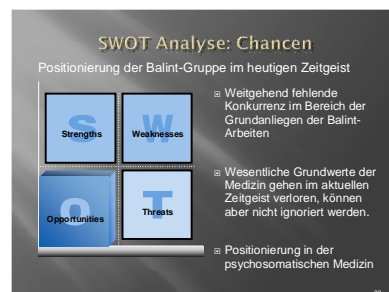 SWOT Analyse: Chancen
Positionierung der Balint-Gruppe im heutigen Zeitgeist
S
Strengths
W
Weaknesses
O
Opportunities
T
Threats
Weitgehend fehlende
Konkurrenz im Bereich der
Grundanliegen der Balint-
Arbeiten
Wesentliche Grundwerte der
Medizin gehen im aktuellen
Zeitgeist verloren, können
aber nicht ignoriert werden.
Positionierung in der
psychosomatischen Medizin